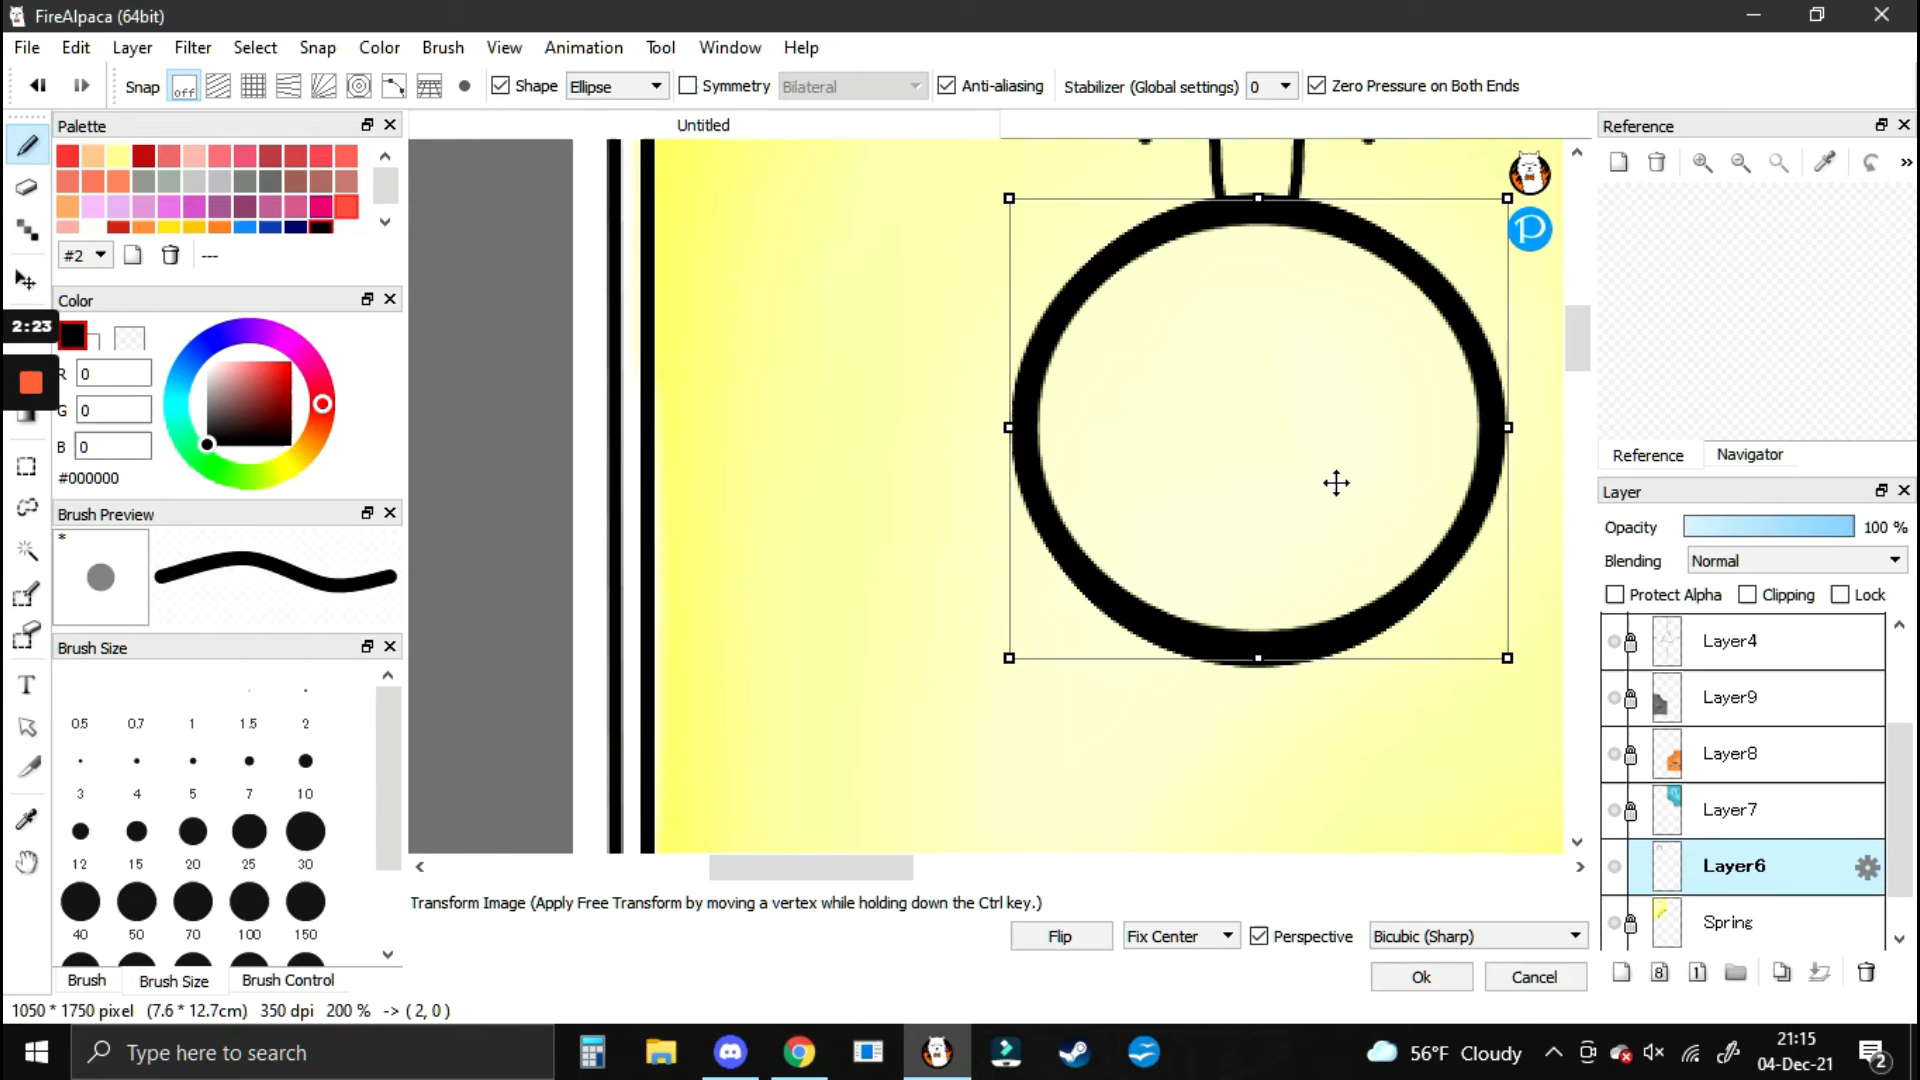 FireAlpaca (64bit)
File Edit Layer Filter Select Snap Color Brush View Animation Tool Window Help
Snap off Shape Ellipse Symmetry Bilateral Anti-aliasing Stabilizer (Global settings) 0 Zero Pressure on Both Ends
Palette
Untitled
Reference
#2 ---
Color
2:23
R 0
G 0
B 0
#000000
Reference Navigator
Layer
Brush Preview
*
Opacity 100 %
Blending Normal
Protect Alpha Clipping Lock
Brush Size
Layer4
Layer9
Layer8
Layer7
Layer6
Spring
0.5 0.7 1 1.5 2
3 4 5 7 10
12 15 20 25 30
40 50 70 100 150
Transform Image (Apply Free Transform by moving a vertex while holding down the Ctrl key.)
Flip Fix Center Perspective Bicubic (Sharp)
Ok Cancel
8 1
Brush Brush Size Brush Control
1050 * 1750 pixel (7.6 * 12.7cm) 350 dpi 200 % -> ( 2, 0 )
Type here to search
56°F Cloudy
21:15
04-Dec-21
2